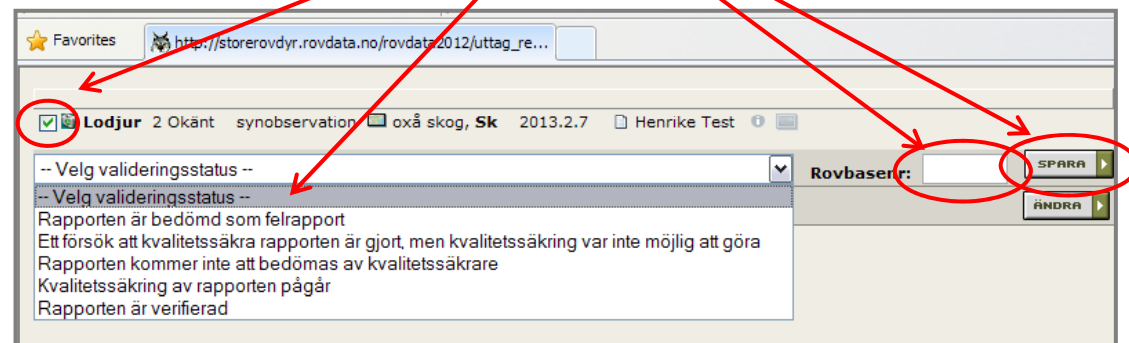 Favorites http://storerovdyr.rovdata.no/rovdata2012/uttag_re...
Lodjur 2 Okänt synobservation oxå skog, Sk 2013.2.7 Henrike Test
-- Velg valideringsstatus -- Rovbasenr: SPARA
-- Velg valideringsstatus -- ÄNDRA
Rapporten är bedömd som felrapport
Ett försök att kvalitetssäkra rapporten är gjort, men kvalitetssäkring var inte möjlig att göra
Rapporten kommer inte att bedömas av kvalitetssäkrare
Kvalitetssäkring av rapporten pågår
Rapporten är verifierad